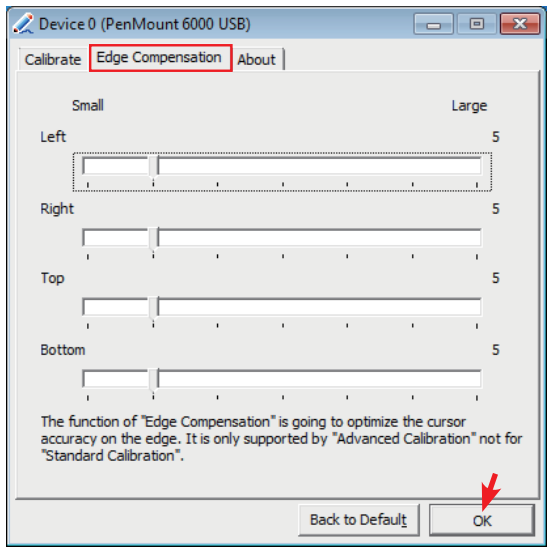 Device 0 (PenMount 6000 USB)
Calibrate Edge Compensation About
Small Large
Left 5
Right 5
Top 5
Bottom 5
The function of "Edge Compensation" is going to optimize the cursor
accuracy on the edge. It is only supported by "Advanced Calibration" not for
"Standard Calibration".
Back to Default OK